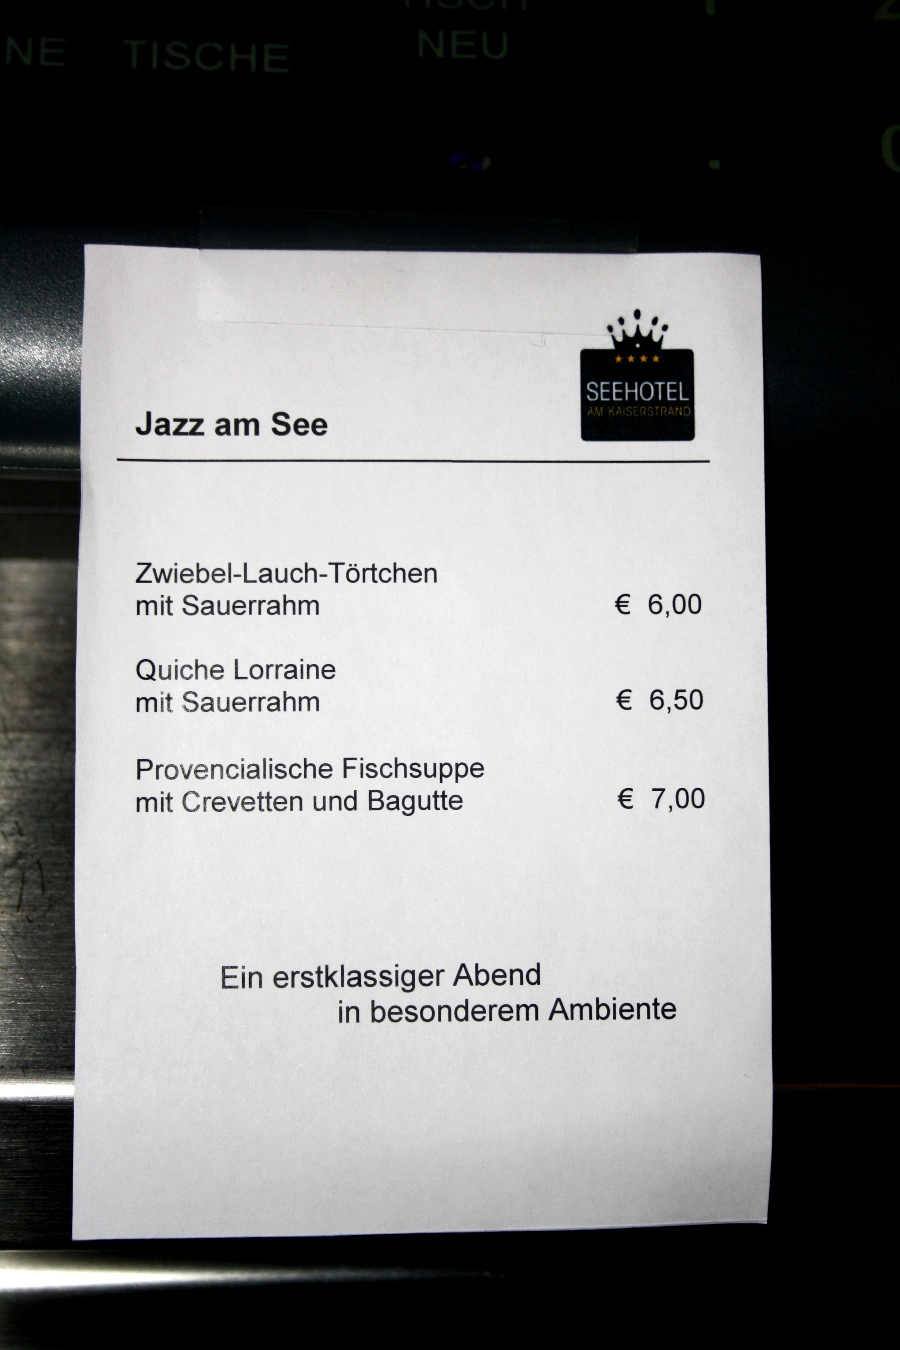 NE TISCHE NEU
SEEHOTEL
AM KAISERSTRAND
Jazz am See
Zwiebel-Lauch-Törtchen
mit Sauerrahm € 6,00
Quiche Lorraine
mit Sauerrahm € 6,50
Provencialische Fischsuppe
mit Crevetten und Bagutte € 7,00
Ein erstklassiger Abend
in besonderem Ambiente